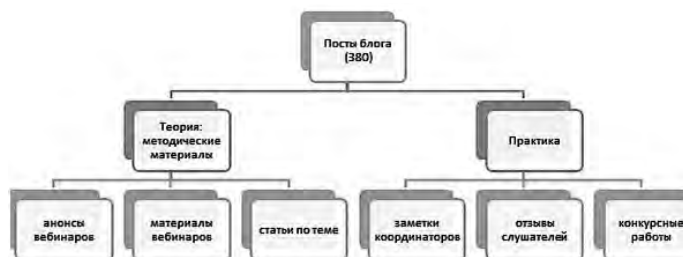 Посты блога
(380)
Теория:
методические
материалы
Практика
анонсы
вебинаров
материалы
вебинаров
статьи по теме
заметки
координаторов
отзывы
слушателей
конкурсные
работы